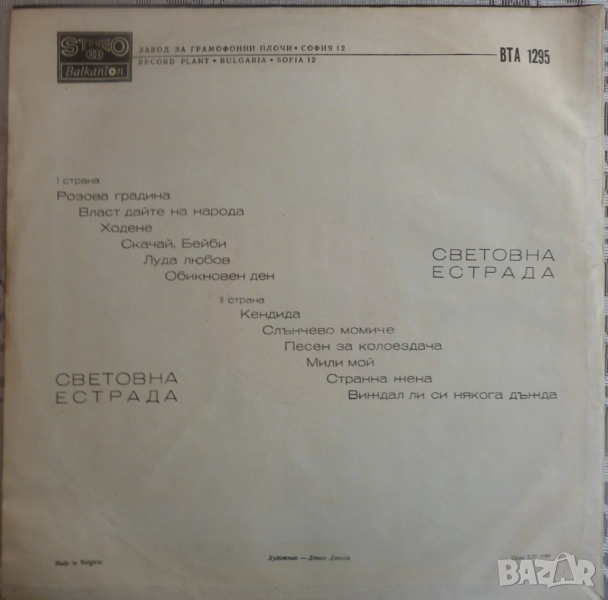 STEREO
Balkanton
ЗАВОД ЗА ГРАМОФОННИ ПЛОЧИ • СОФИЯ 12
RECORD PLANT • BULGARIA • SOFIA 12
ВТА 1295
I страна
Розова градина
Власт дайте на народа
Ходене
Скачай, Бейби
Луда любов
Обикновен ден
СВЕТОВНА
ЕСТРАДА
II страна
Кендида
Слънчево момиче
Песен за колоездача
Мили мой
Странна жена
Виждал ли си някога дъжда
СВЕТОВНА
ЕСТРАДА
Made in Bulgaria
Художник —
BAZAR